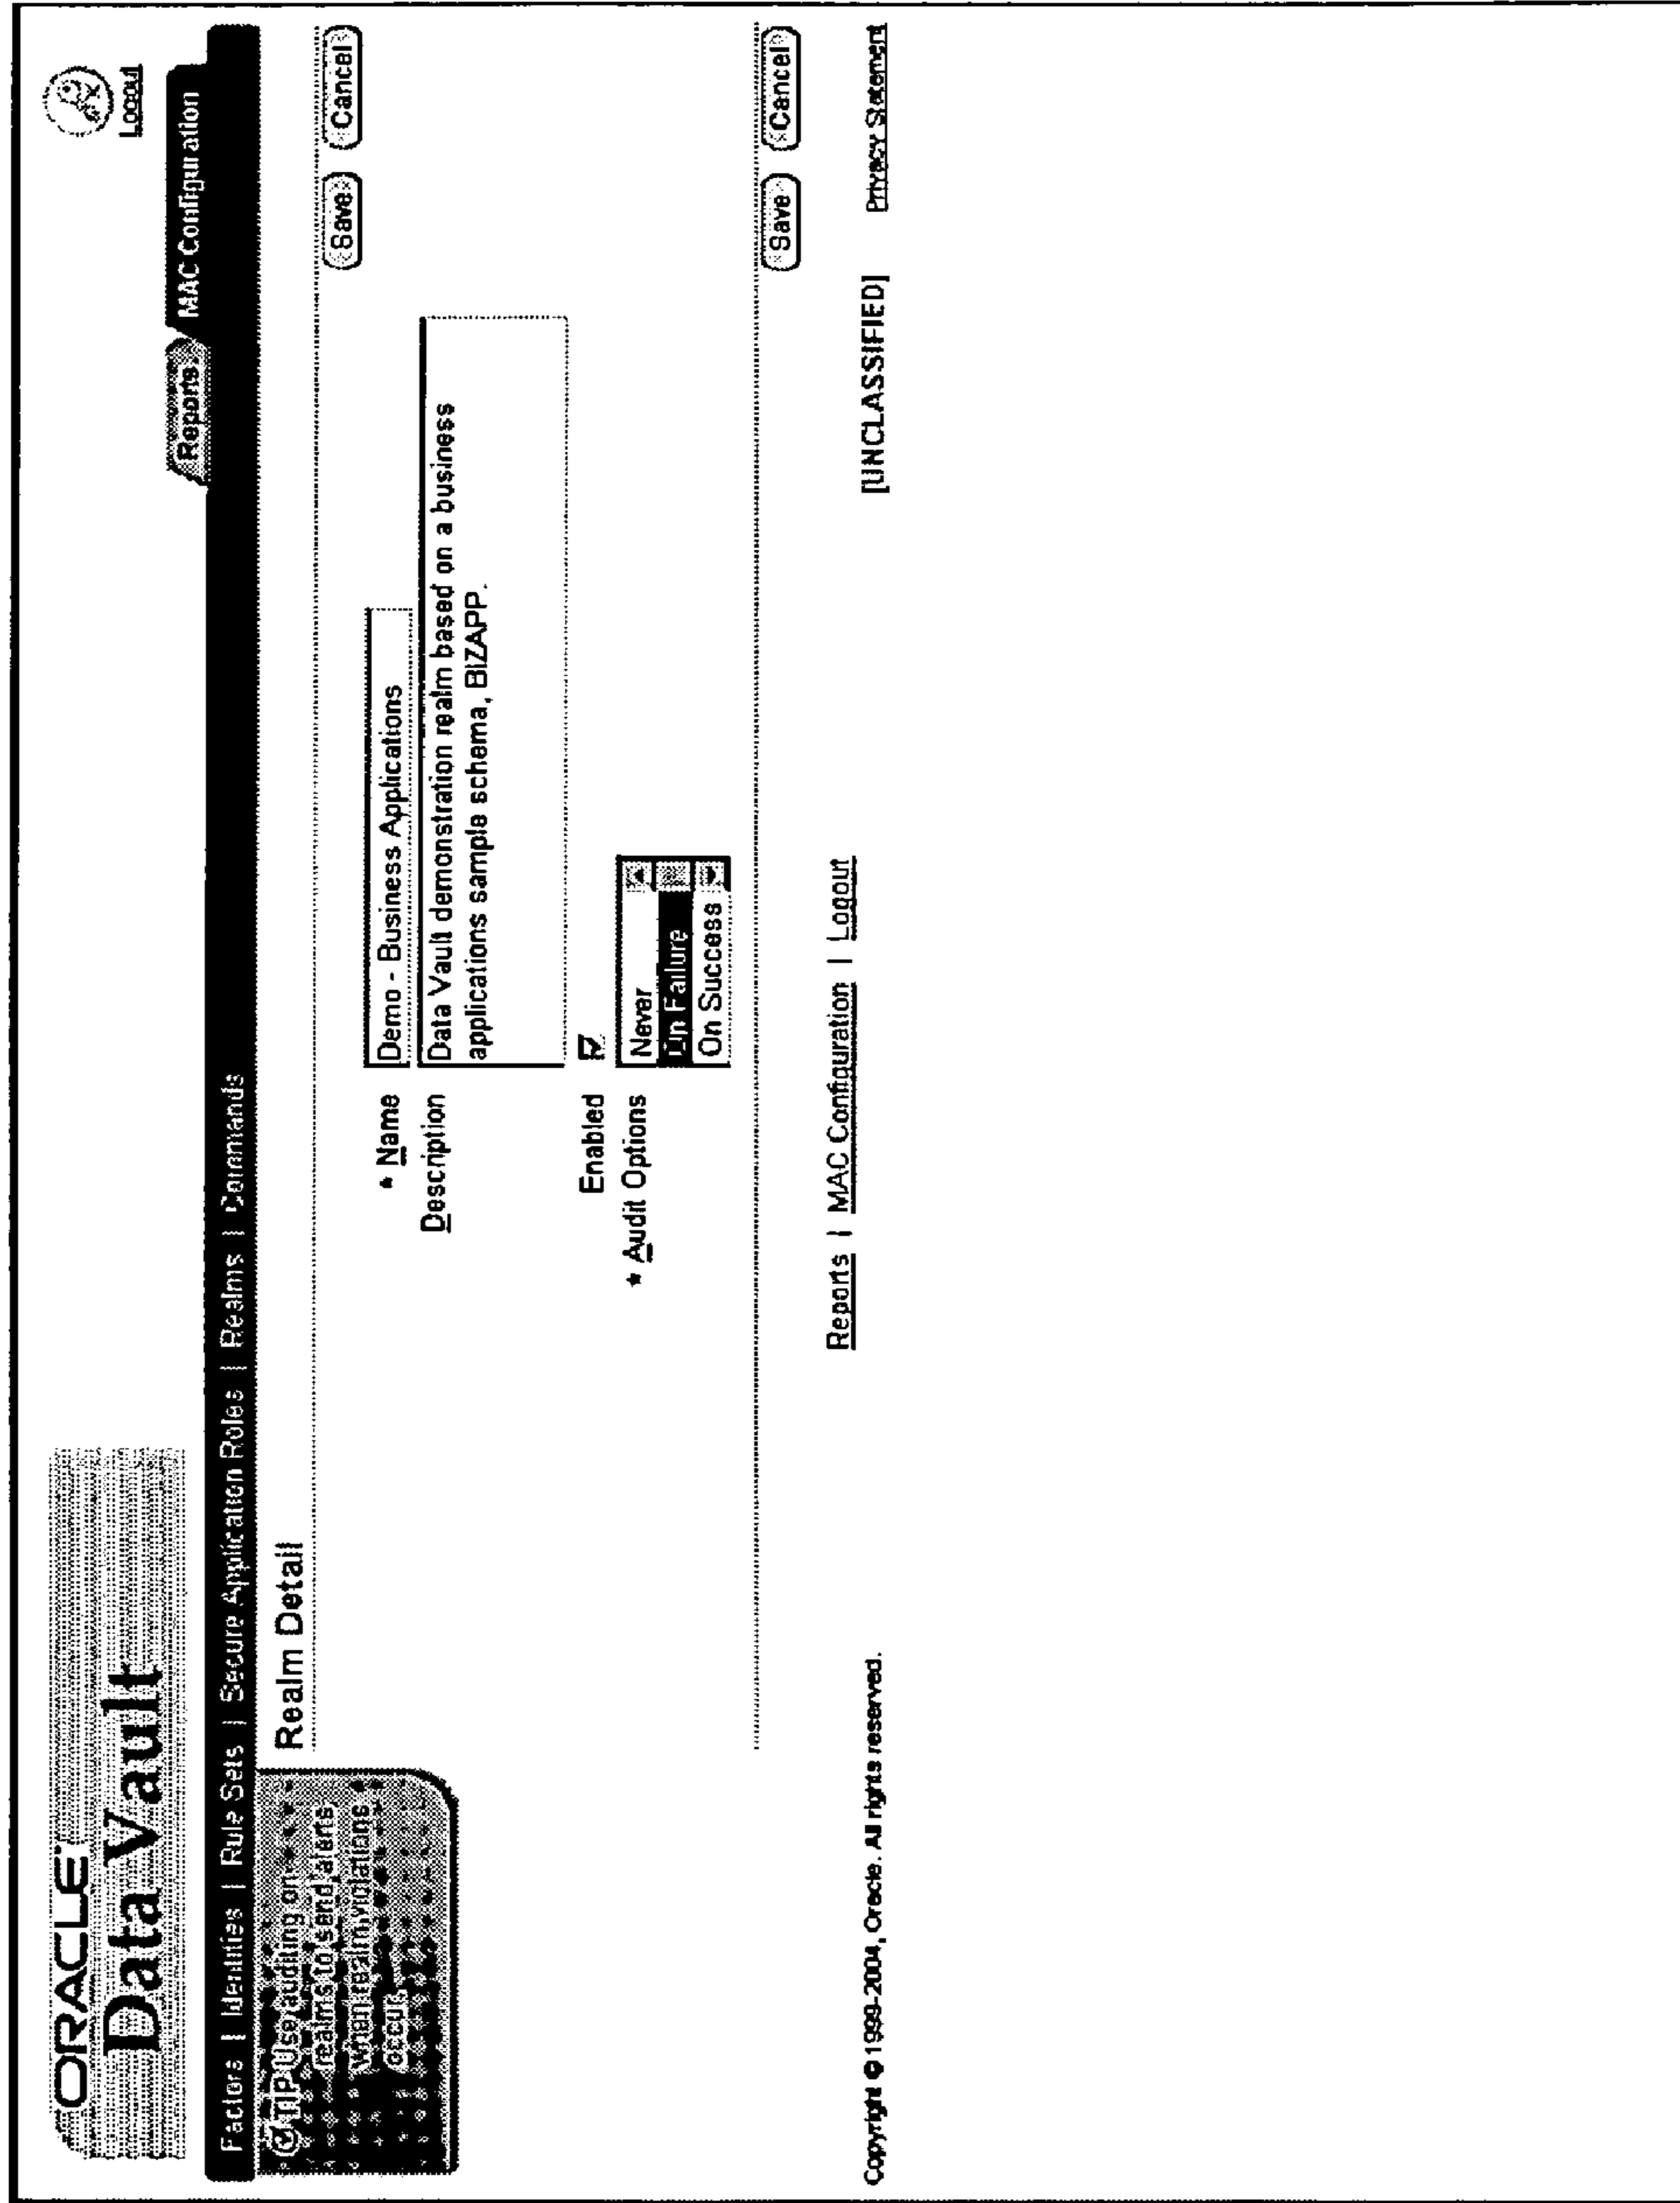 ORACLE
Data Vault
Logout
Reports
MAC Configuration
Factors | Identities | Rule Sets | Secure Application Roles | Realms | Commands
TIP Use auditing on
realms to send alerts
when realm violations
occur.
Realm Detail
Save Cancel
* Name Demo - Business Applications
Description Data Vault demonstration realm based on a business
applications sample schema, BIZAPP.
Enabled
* Audit Options Never
On Failure
On Success
Save Cancel
Reports | MAC Configuration | Logout
Copyright © 1999-2004, Oracle. All rights reserved.
[UNCLASSIFIED]
Privacy Statement